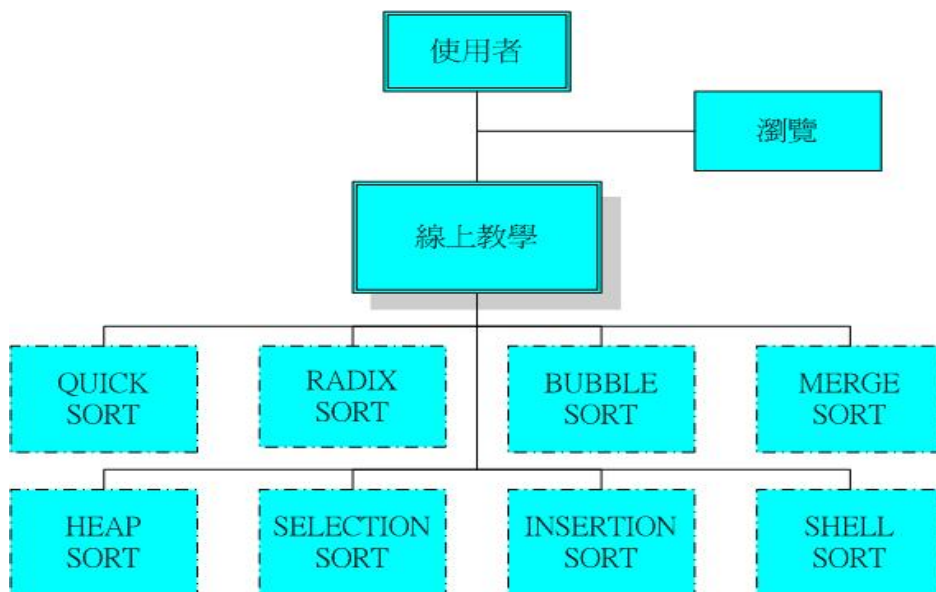 使用者
瀏覽
線上教學
QUICK
SORT
RADIX
SORT
BUBBLE
SORT
MERGE
SORT
HEAP
SORT
SELECTION
SORT
INSERTION
SORT
SHELL
SORT